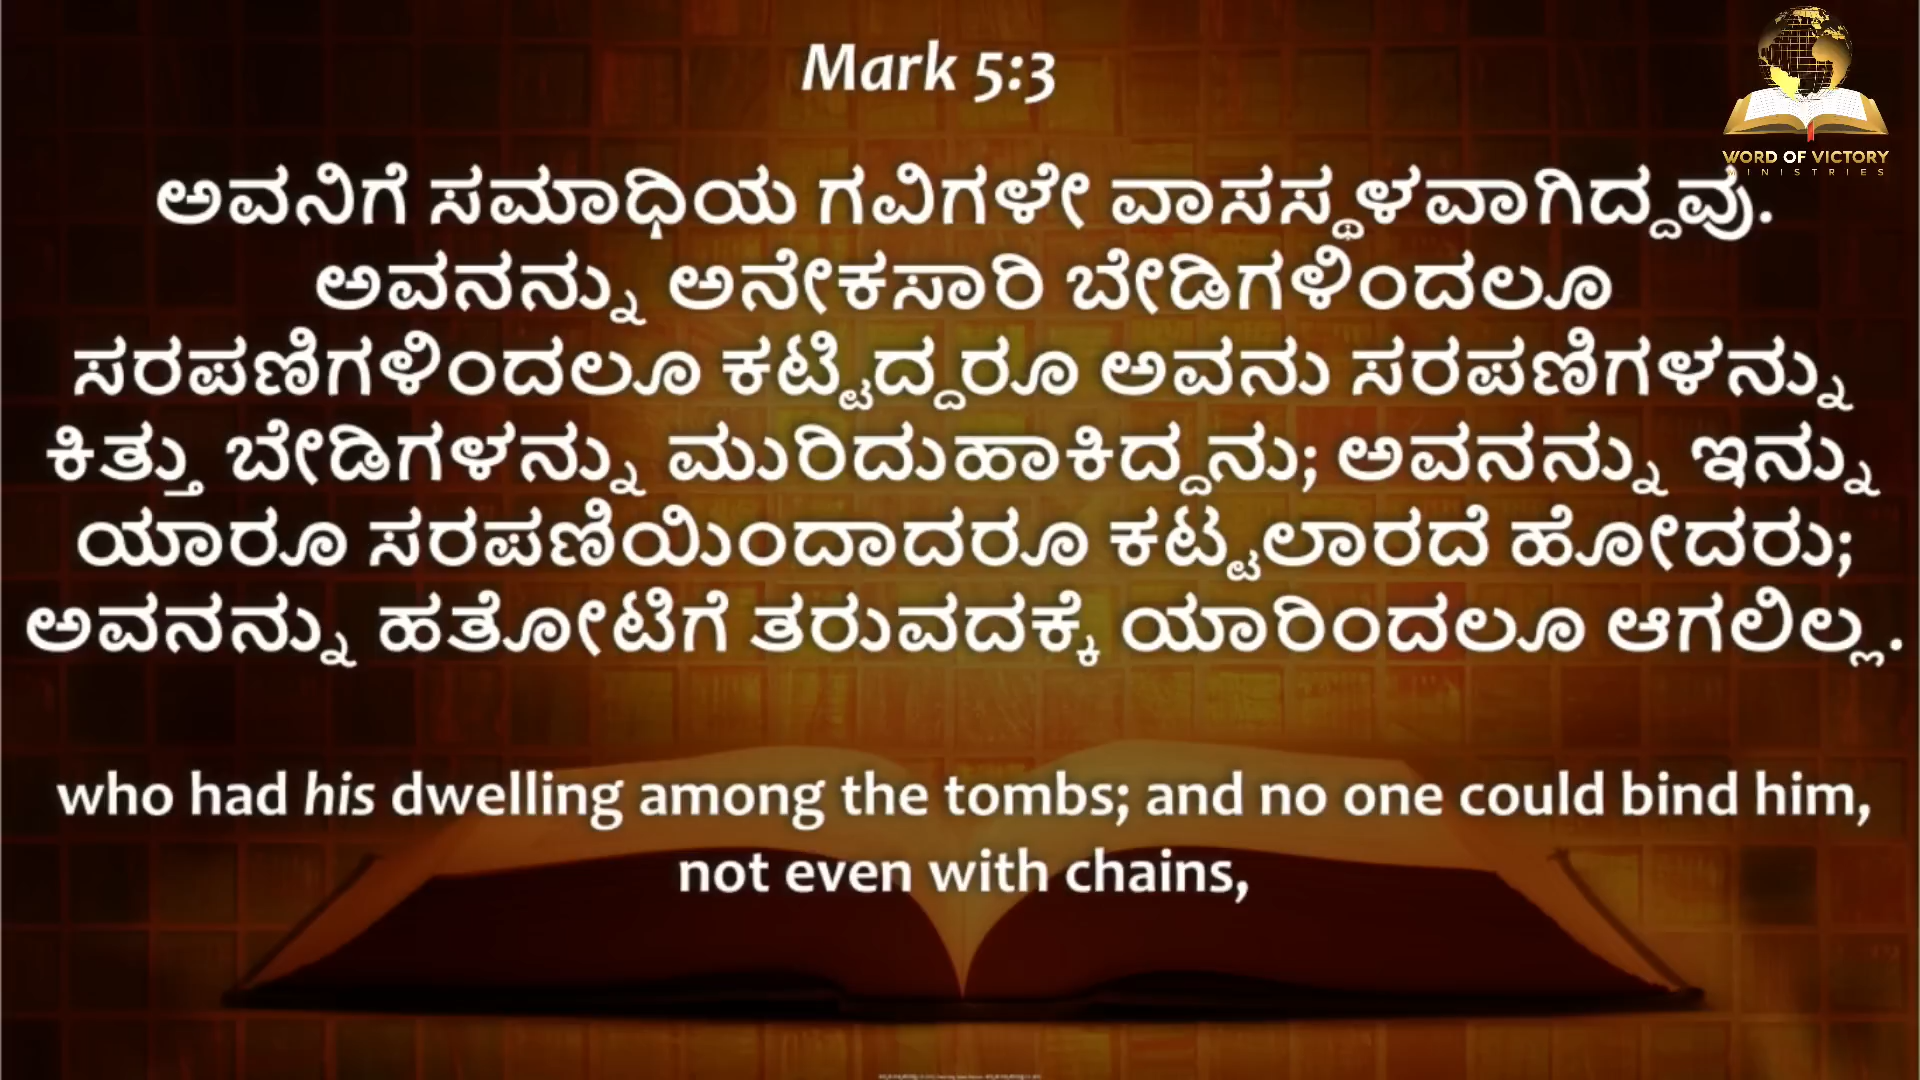 Mark 5:3
WORD OF VICTORY
MINISTRIES
ಅವನಿಗೆ ಸಮಾಧಿಯ ಗವಿಗಳೇ ವಾಸಸ್ಥಳವಾಗಿದ್ದವು.
ಅವನನ್ನು ಅನೇಕಸಾರಿ ಬೇಡಿಗಳಿಂದಲೂ
ಸರಪಣಿಗಳಿಂದಲೂ ಕಟ್ಟಿದ್ದರೂ ಅವನು ಸರಪಣಿಗಳನ್ನು
ಕಿತ್ತು ಬೇಡಿಗಳನ್ನು ಮುರಿದುಹಾಕಿದ್ದನು; ಅವನನ್ನು ಇನ್ನು
ಯಾರೂ ಸರಪಣಿಯಿಂದಾದರೂ ಕಟ್ಟಲಾರದೆ ಹೋದರು;
ಅವನನ್ನು ಹತೋಟಿಗೆ ತರುವದಕ್ಕೆ ಯಾರಿಂದಲೂ ಆಗಲಿಲ್ಲ.
who had his dwelling among the tombs; and no one could bind him,
not even with chains,